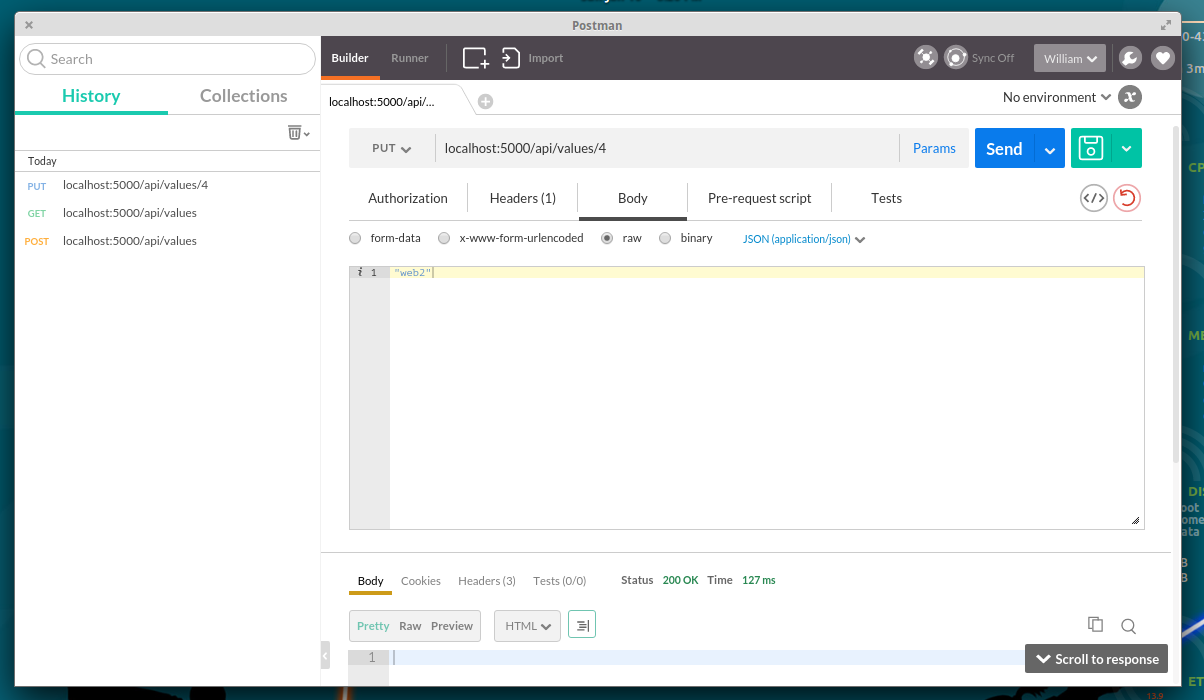 Postman
Search
Builder Runner Import Sync Off William
History Collections
localhost:5000/api/...
No environment
Today
PUT localhost:5000/api/values/4
GET localhost:5000/api/values
POST localhost:5000/api/values
PUT localhost:5000/api/values/4 Params Send
Authorization Headers (1) Body Pre-request script Tests
form-data x-www-form-urlencoded raw binary JSON (application/json)
i 1 "web2"
Body Cookies Headers (3) Tests (0/0) Status 200 OK Time 127 ms
Pretty Raw Preview HTML
1
Scroll to response
3m
13.9